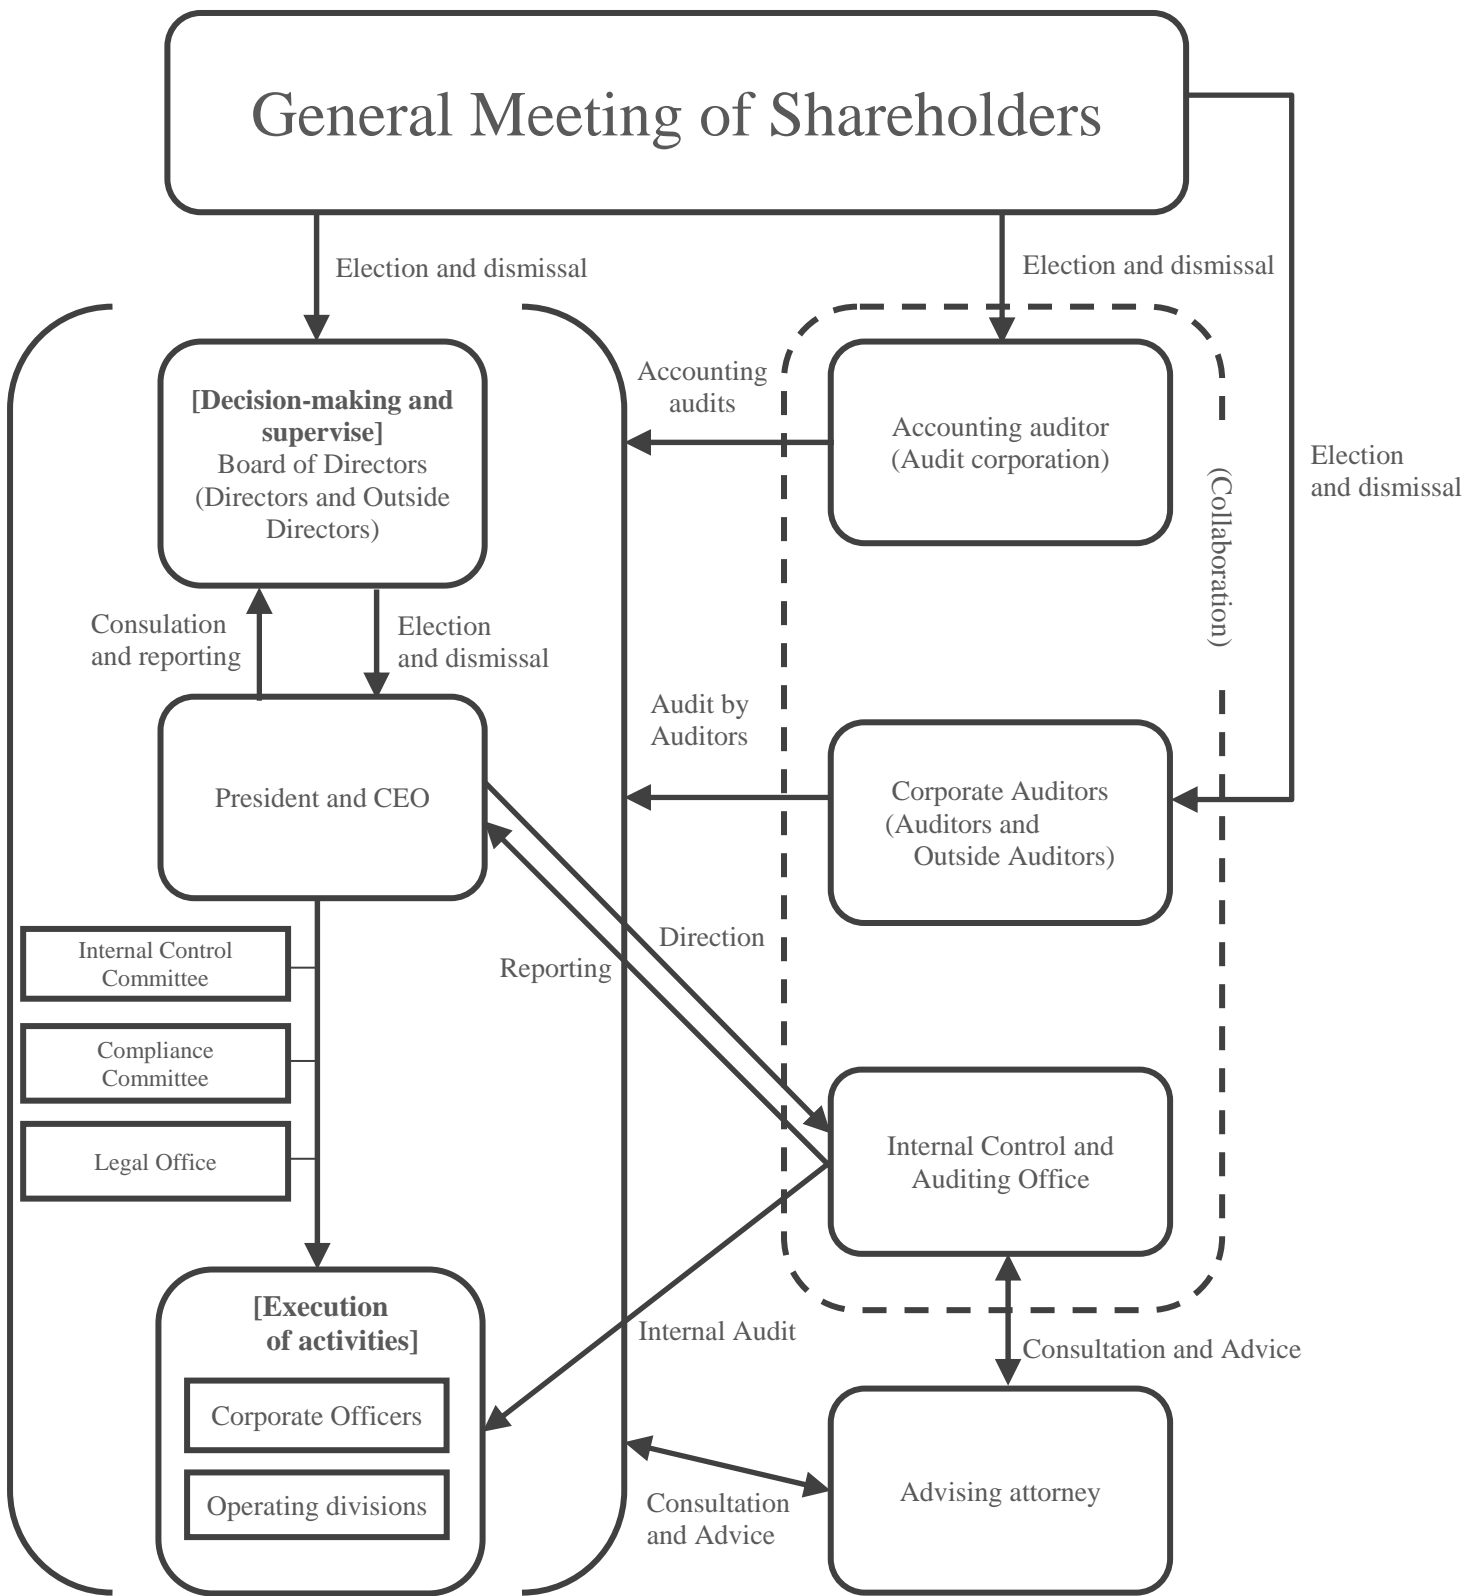 General Meeting of Shareholders
Election and dismissal
Election and dismissal
[Decision-making and
supervise]
Board of Directors
(Directors and Outside
Directors)
Accounting
audits
Accounting auditor
(Audit corporation)
(Collaboration)
Election
and dismissal
Consulation
and reporting
Election
and dismissal
President and CEO
Audit by
Auditors
Corporate Auditors
(Auditors and
Outside Auditors)
Internal Control
Committee
Compliance
Committee
Legal Office
Direction
Reporting
Internal Control and
Auditing Office
[Execution
of activities]
Corporate Officers
Operating divisions
Internal Audit
Consultation and Advice
Consultation
and Advice
Advising attorney